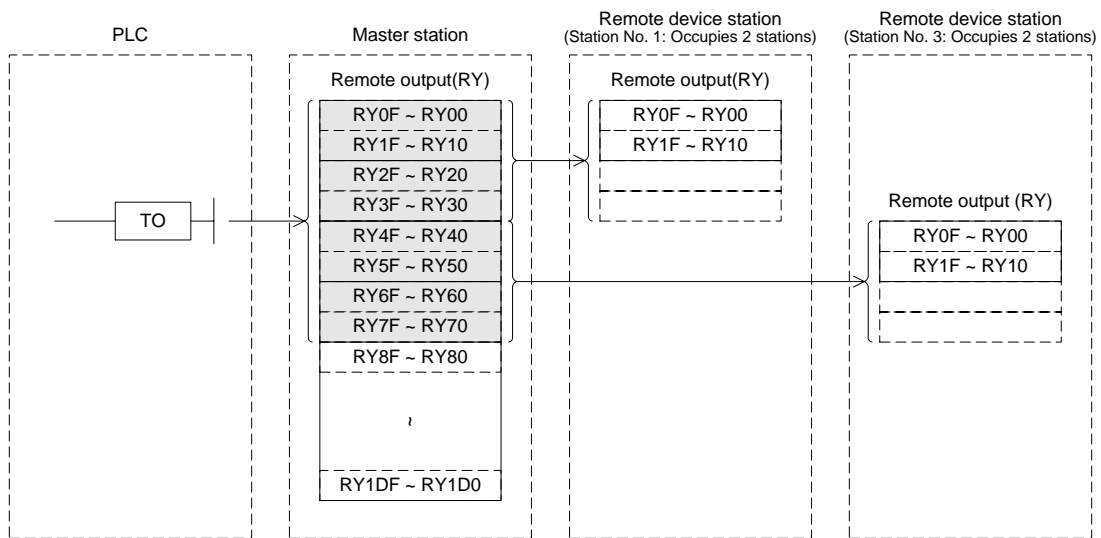 PLC
Master station
Remote device station
(Station No. 1: Occupies 2 stations)
Remote device station
(Station No. 3: Occupies 2 stations)
TO
Remote output(RY)
RY0F ~ RY00
RY1F ~ RY10
RY2F ~ RY20
RY3F ~ RY30
RY4F ~ RY40
RY5F ~ RY50
RY6F ~ RY60
RY7F ~ RY70
RY8F ~ RY80
~
RY1DF ~ RY1D0
Remote output(RY)
RY0F ~ RY00
RY1F ~ RY10
Remote output (RY)
RY0F ~ RY00
RY1F ~ RY10